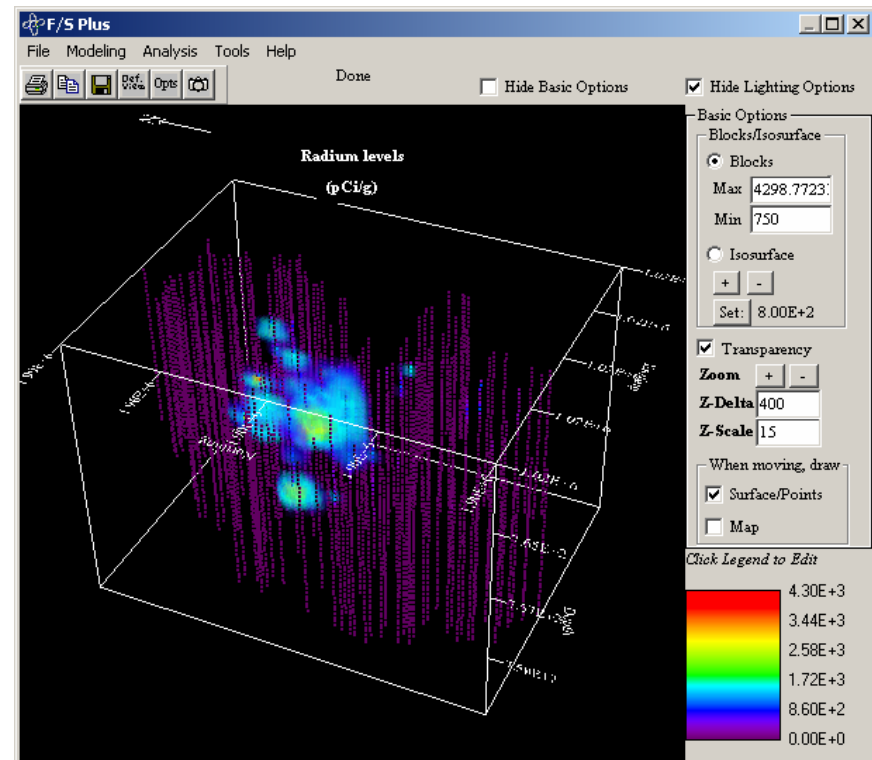 F/S Plus
File Modeling Analysis Tools Help
Def. View Opts
Done
Hide Basic Options
Hide Lighting Options
Radium levels
(pCi/g)
Basic Options
Blocks/Isosurface
Blocks
Max 4298.7723
Min 750
Isosurface
+ -
Set: 8.00E+2
Transparency
Zoom + -
Z-Delta 400
Z-Scale 15
When moving, draw
Surface/Points
Map
Click Legend to Edit
4.30E+3
3.44E+3
2.58E+3
1.72E+3
8.60E+2
0.00E+0